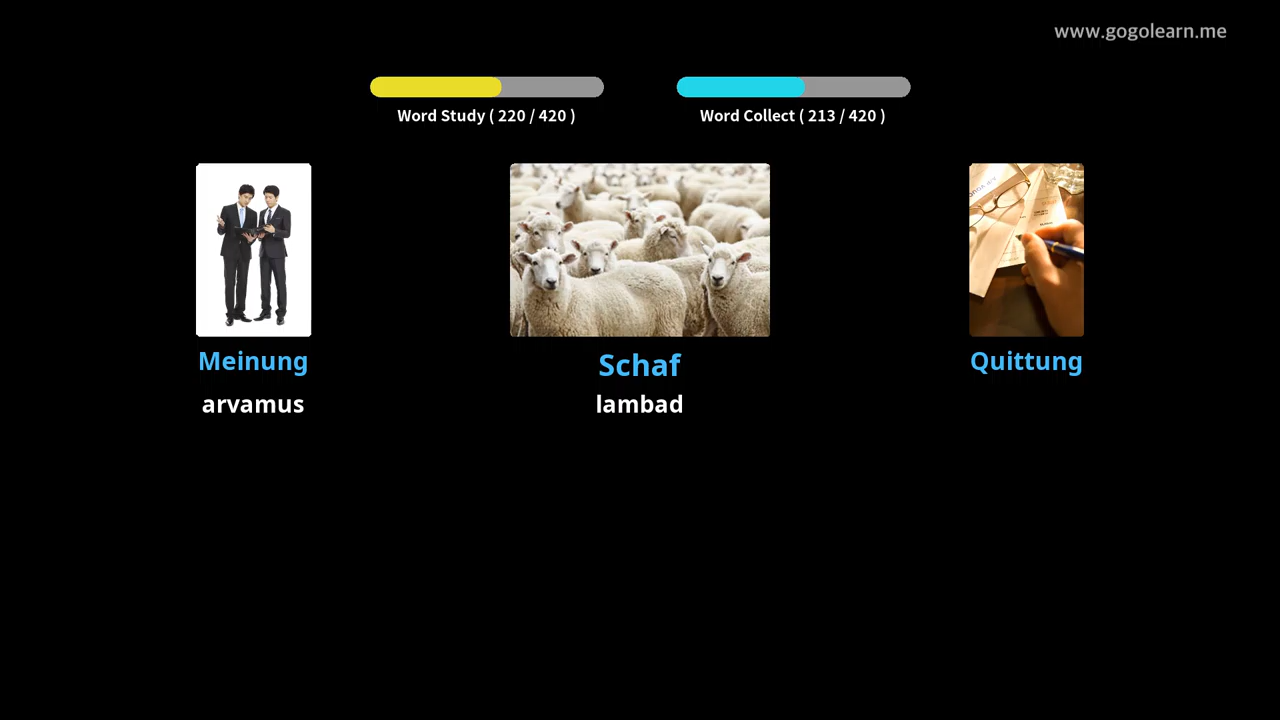 www.gogolearn.me
Word Study ( 220 / 420 )
Word Collect ( 213 / 420 )
Meinung
Schaf
Quittung
arvamus
lambad